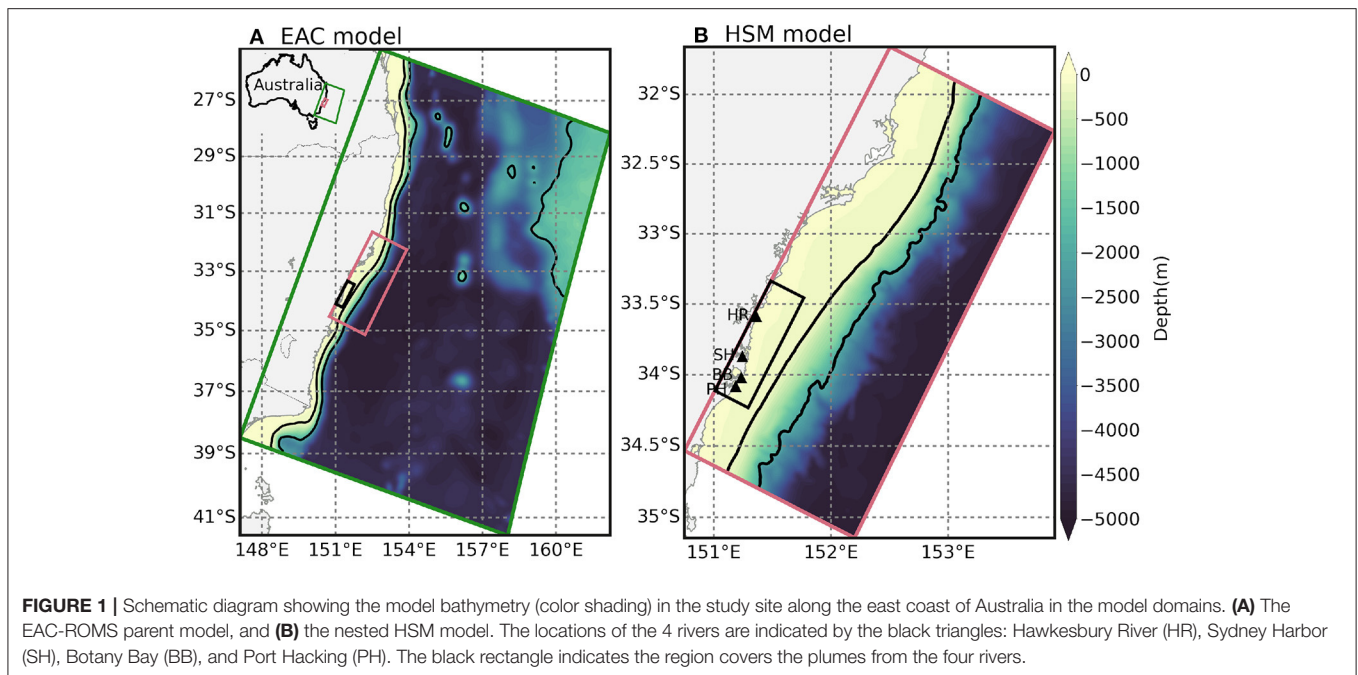 A EAC model
B HSM model
Australia
27°S
29°S
31°S
33°S
35°S
37°S
39°S
41°S
148°E 151°E 154°E 157°E 160°E
32°S
32.5°S
33°S
33.5°S
34°S
34.5°S
35°S
HR
SH
BB
PH
151°E 152°E 153°E
0
−500
−1000
−1500
−2000
−2500
−3000
−3500
−4000
−4500
−5000
Depth(m)
FIGURE 1 | Schematic diagram showing the model bathymetry (color shading) in the study site along the east coast of Australia in the model domains. (A) The
EAC-ROMS parent model, and (B) the nested HSM model. The locations of the 4 rivers are indicated by the black triangles: Hawkesbury River (HR), Sydney Harbor
(SH), Botany Bay (BB), and Port Hacking (PH). The black rectangle indicates the region covers the plumes from the four rivers.